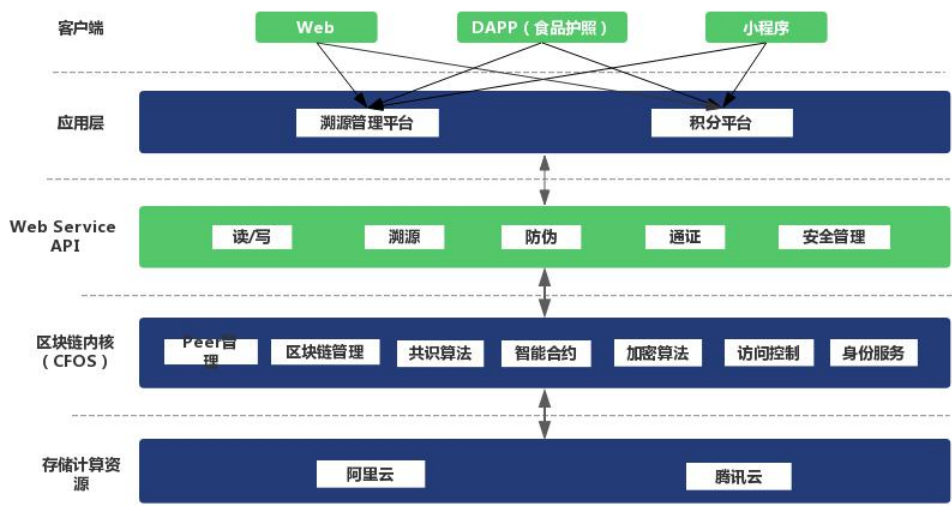 客户端
Web
DAPP（食品护照）
小程序
应用层
溯源管理平台
积分平台
Web Service
API
读/写
溯源
防伪
通证
安全管理
区块链内核
（CFOS）
Peer管
理
区块链管理
共识算法
智能合约
加密算法
访问控制
身份服务
存储计算资
源
阿里云
腾讯云